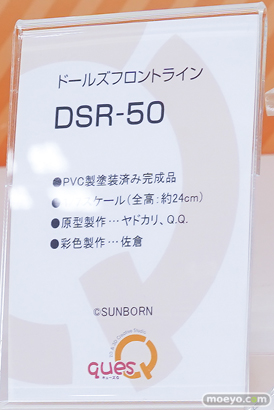 ドールズフロントライン
DSR-50
●PVC製塗装済み完成品
スケール(全高:約24cm)
●原型製作…ヤドカリ、Q.Q.
●彩色製作…佐倉
©SUNBORN
quesQ
キューズQ
moeyo.com